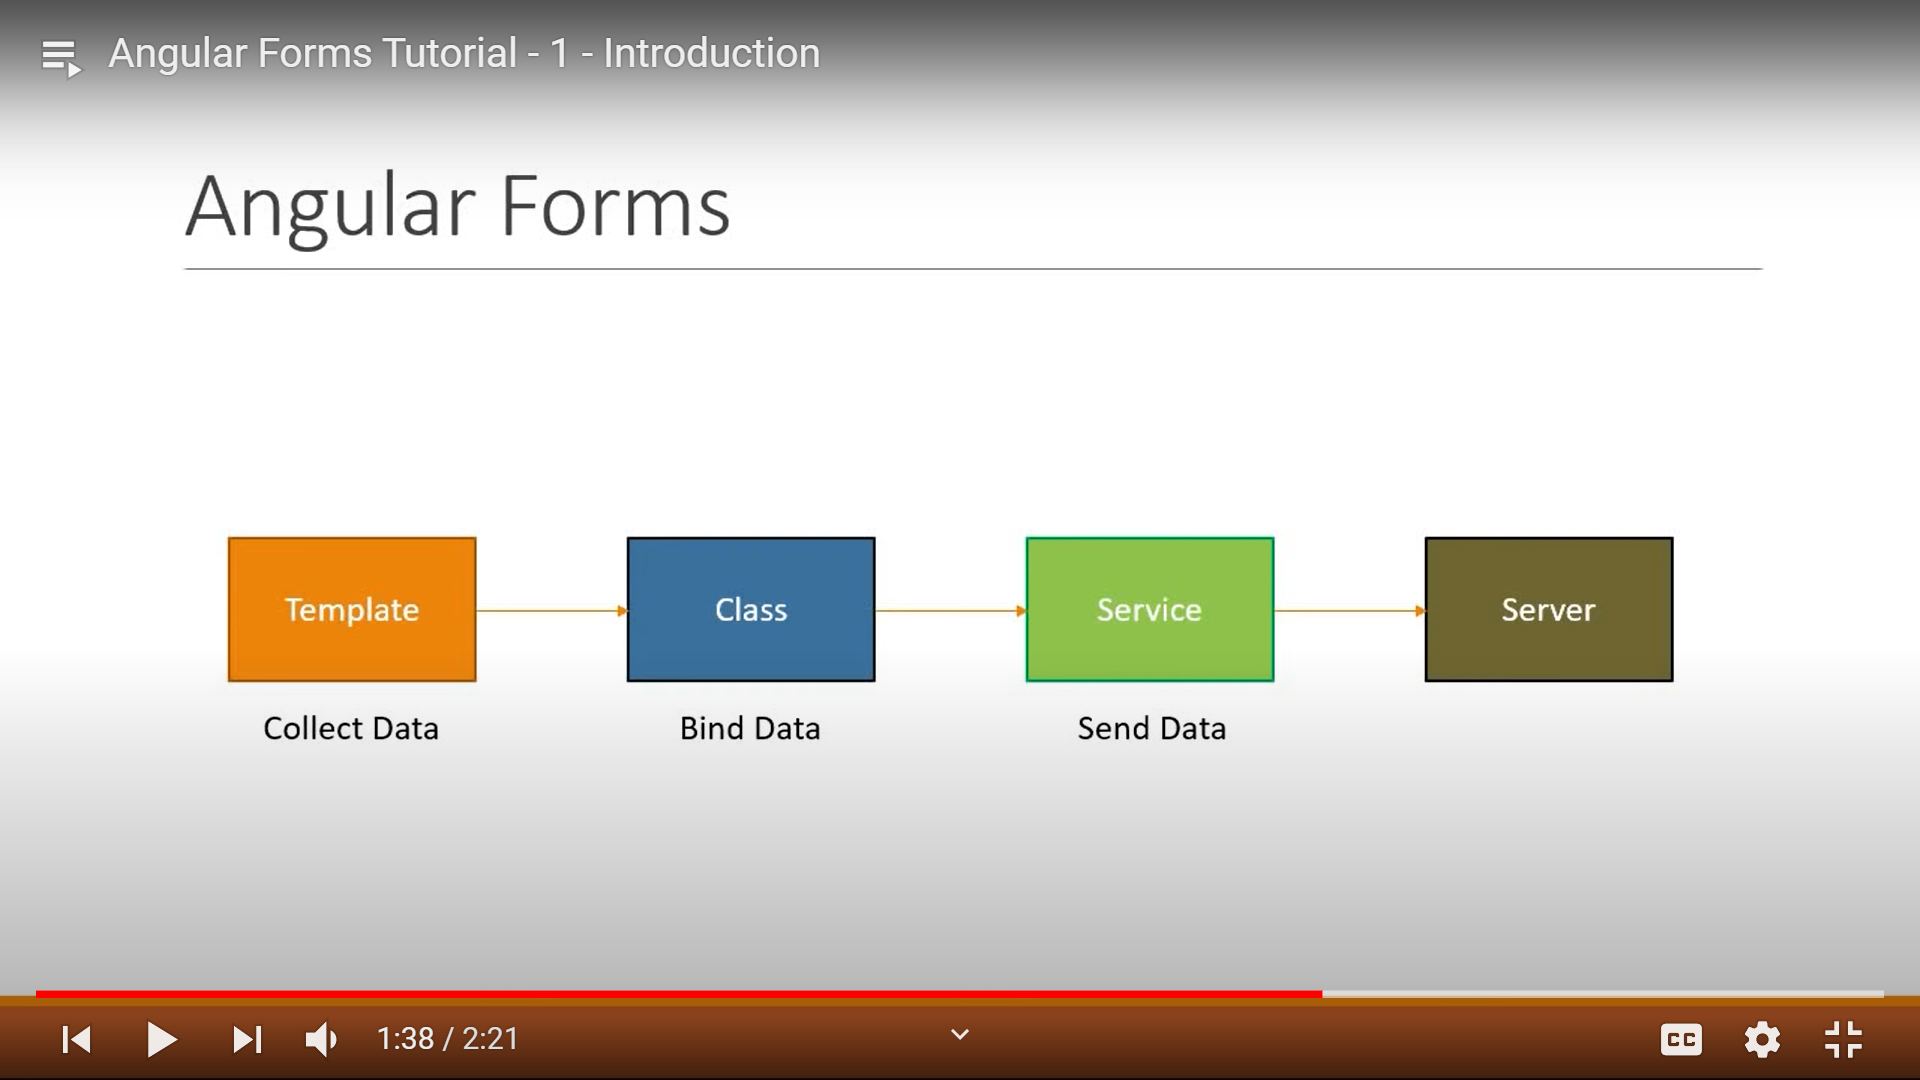 Angular Forms Tutorial - 1 - Introduction
Angular Forms
Template
Class
Service
Server
Collect Data
Bind Data
Send Data
1:38 / 2:21
CC